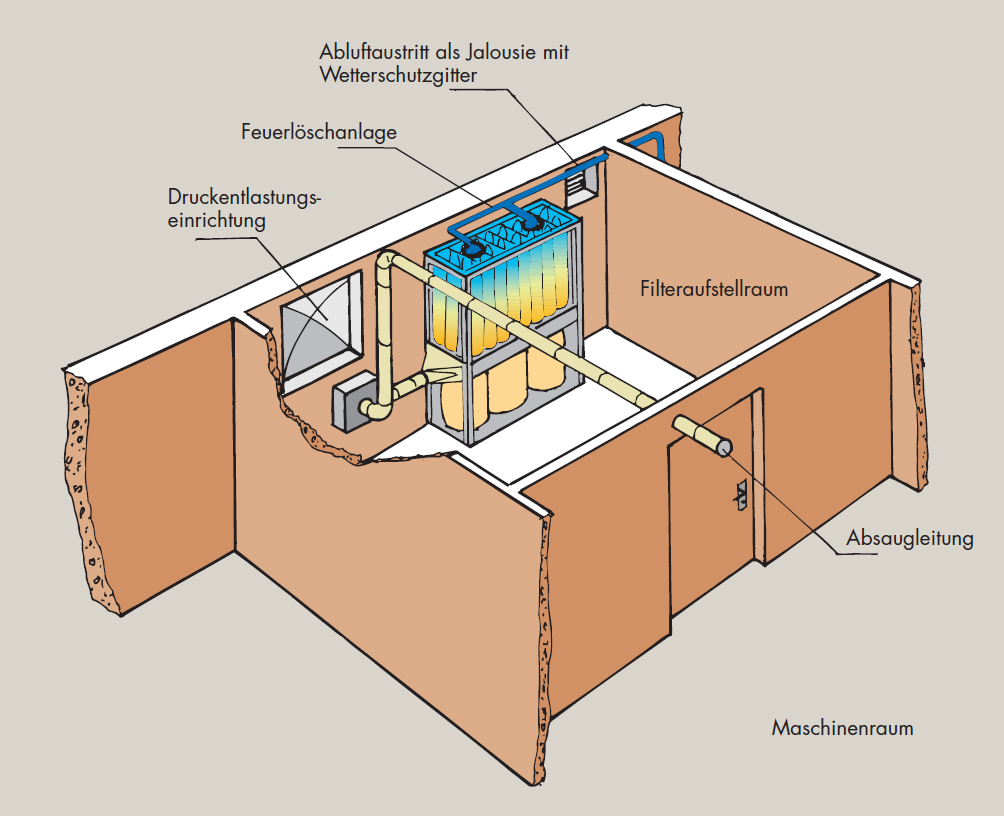 Abluftaustritt als Jalousie mit
Wetterschutzgitter
Feuerlöschanlage
Druckentlastungs-
einrichtung
Filteraufstellraum
Absaugleitung
Maschinenraum